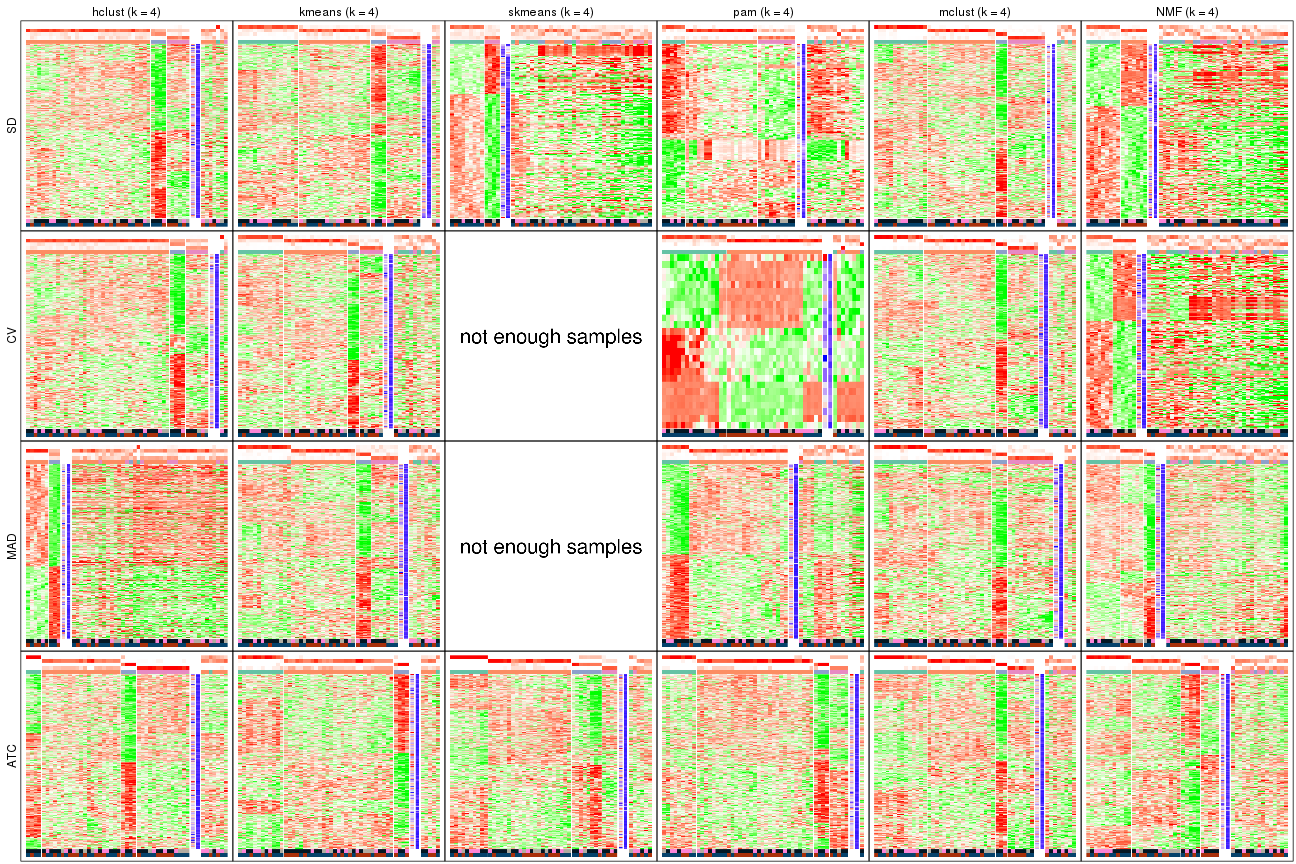 hclust (k = 4) kmeans (k = 4) skmeans (k = 4) pam (k = 4) mclust (k = 4) NMF (k = 4)
SD
CV
not enough samples
MAD
not enough samples
ATC